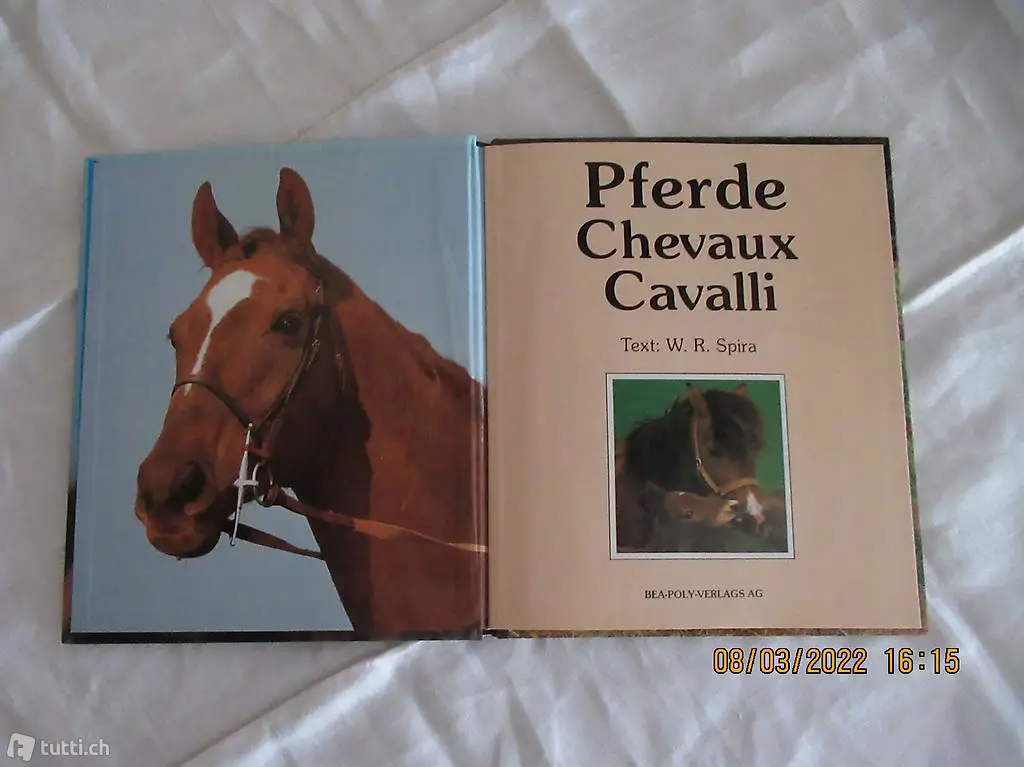 Pferde
Chevaux
Cavalli
Text: W. R. Spira
BEA-POLY-VERLAGS AG
08/03/2022 16:15
tutti.ch